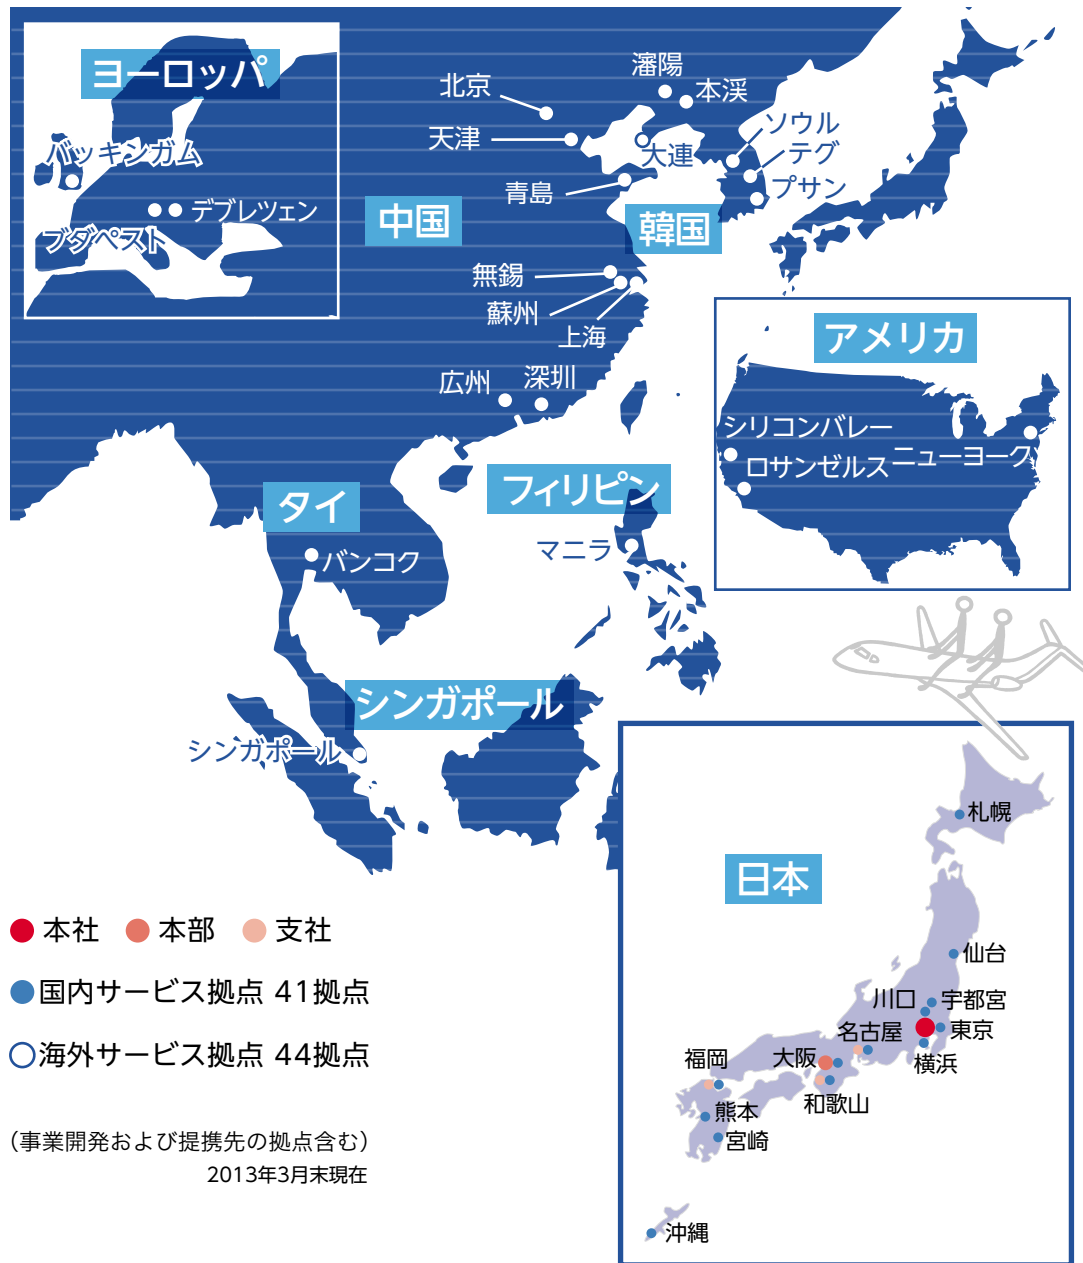 ヨーロッパ
バッキンガム
デブレツェン
ブダペスト
北京
瀋陽
本渓
天津
大連
青島
中国
ソウル
テグ
プサン
韓国
無錫
蘇州
上海
広州
深圳
アメリカ
シリコンバレー
ロサンゼルス
ニューヨーク
タイ
バンコク
フィリピン
マニラ
シンガポール
シンガポール
日本
札幌
仙台
川口
宇都宮
東京
名古屋
横浜
大阪
福岡
和歌山
熊本
宮崎
沖縄
本社 本部 支社
国内サービス拠点 41拠点
海外サービス拠点 44拠点
(事業開発および提携先の拠点含む)
2013年3月末現在